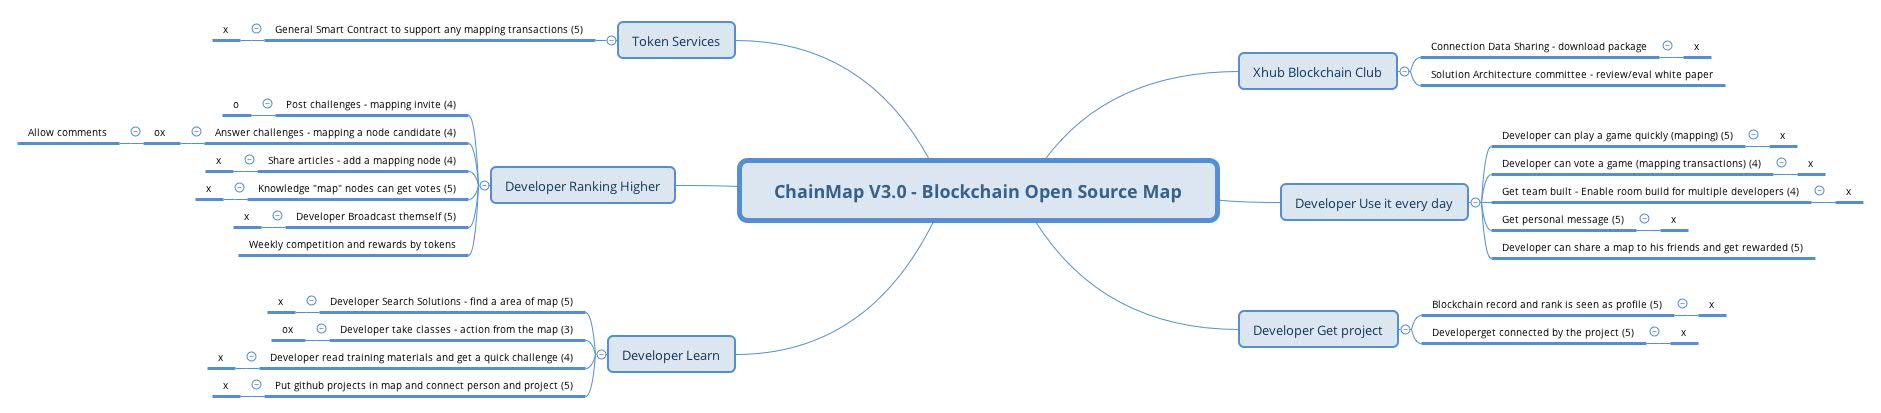 ChainMap V3.0 - Blockchain Open Source Map
Token Services
General Smart Contract to support any mapping transactions (5)
x
Developer Ranking Higher
Post challenges - mapping invite (4)
o
Answer challenges - mapping a node candidate (4)
ox
Allow comments
Share articles - add a mapping node (4)
x
Knowledge "map" nodes can get votes (5)
x
Developer Broadcast themself (5)
x
Weekly competition and rewards by tokens
Developer Learn
Developer Search Solutions - find a area of map (5)
x
Developer take classes - action from the map (3)
ox
Developer read training materials and get a quick challenge (4)
x
Put github projects in map and connect person and project (5)
x
Xhub Blockchain Club
Connection Data Sharing - download package
x
Solution Architecture committee - review/eval white paper
Developer Use it every day
Developer can play a game quickly (mapping) (5)
x
Developer can vote a game (mapping transactions) (4)
x
Get team built - Enable room build for multiple developers (4)
x
Get personal message (5)
x
Developer can share a map to his friends and get rewarded (5)
Developer Get project
Blockchain record and rank is seen as profile (5)
x
Developerget connected by the project (5)
x